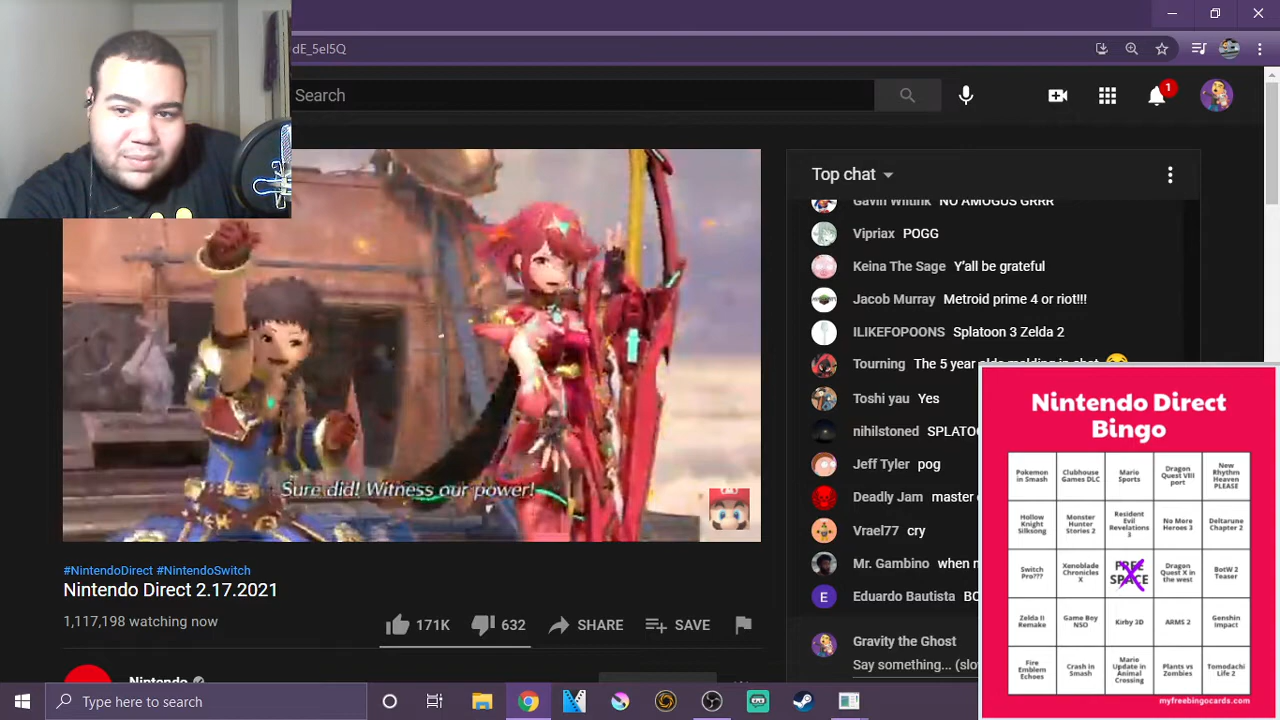 dE_5el5Q
Search
1
Top chat
Gavin Willink NO AMOGUS GRRR
Vipriax POGG
Keina The Sage Y'all be grateful
Jacob Murray Metroid prime 4 or riot!!!
ILIKEFOPOONS Splatoon 3 Zelda 2
Tourning The 5 year olds molding in chat
Toshi yau Yes
nihilstoned SPLATO
Jeff Tyler pog
Deadly Jam master
Yrael77 cry
Mr. Gambino when
Eduardo Bautista
E
Gravity the Ghost
Say something... (slo
Sure did! Witness our power!
#NintendoDirect #NintendoSwitch
Nintendo Direct 2.17.2021
1,117,198 watching now
171K
632
SHARE
SAVE
Nintendo
Nintendo Direct
Bingo
Pokemon in Smash
Clubhouse Games DLC
Mario Sports
Dragon Quest VIII port
New Rhythm Heaven PLEASE
Hollow Knight Silksong
Monster Hunter Stories 2
Resident Evil Revelations 3
No More Heroes 3
Deltarune Chapter 2
Switch Pro???
Xenoblade Chronicles X
FREE SPACE
Dragon Quest X in the west
BotW 2 Teaser
Zelda II Remake
Game Boy NSO
Kirby 3D
ARMS 2
Genshin Impact
Fire Emblem Echoes
Crash in Smash
Mario Update in Animal Crossing
Plants vs Zombies
Tomodachi Life 2
myfreebingocards.com
Type here to search